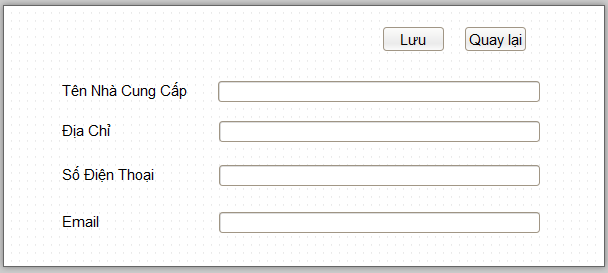 Lưu Quay lại
Tên Nhà Cung Cấp
Địa Chỉ
Số Điện Thoại
Email